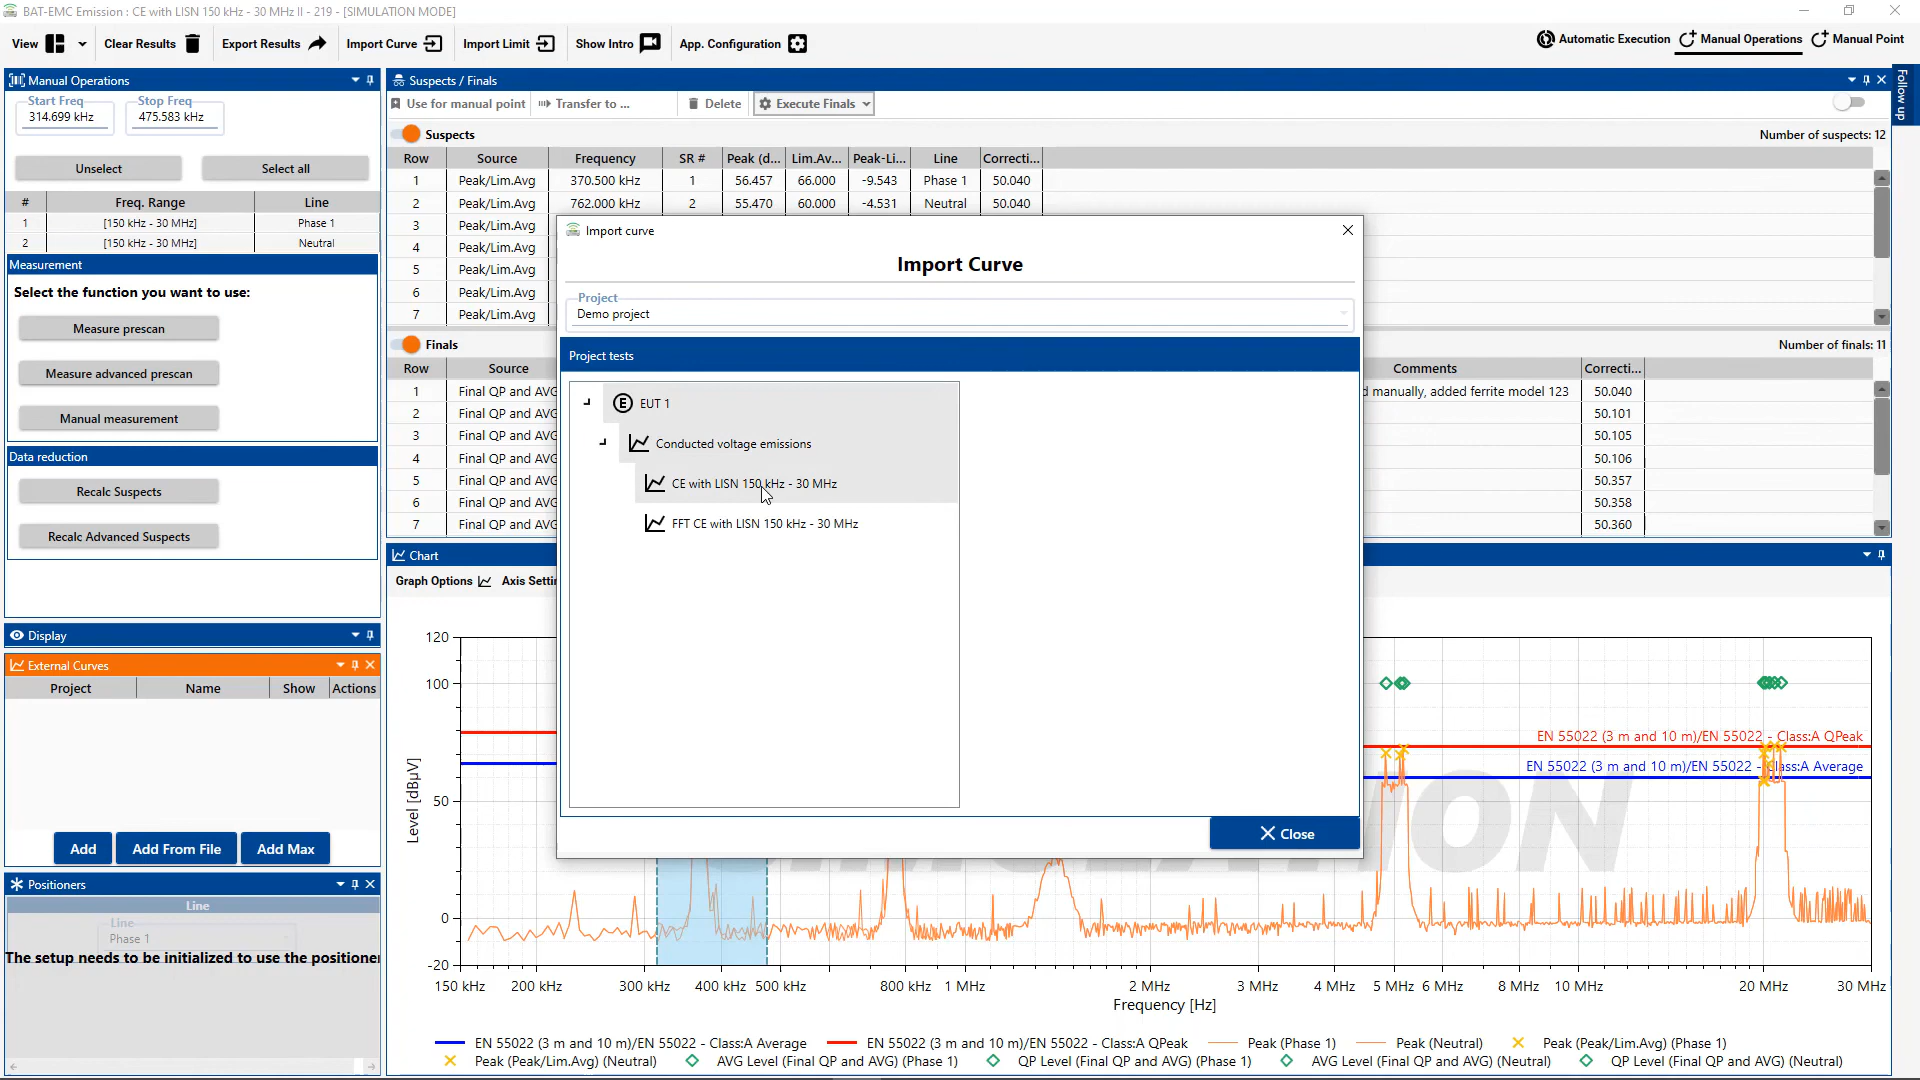 BAT-EMC Emission : CE with LISN 150 kHz - 30 MHz II - 219 - [SIMULATION MODE]
View Clear Results Export Results Import Curve Import Limit Show Intro App. Configuration Automatic Execution Manual Operations Manual Point
Manual Operations
Start Freq Stop Freq
314.699 kHz 475.583 kHz
Unselect Select all
# Freq. Range Line
1 [150 kHz - 30 MHz] Phase 1
2 [150 kHz - 30 MHz] Neutral
Measurement
Select the function you want to use:
Measure prescan
Measure advanced prescan
Manual measurement
Data reduction
Recalc Suspects
Recalc Advanced Suspects
Display
External Curves
Project Name Show Actions
Add Add From File Add Max
Positioners
Line
Line
Phase 1
The setup needs to be initialized to use the positioner
Suspects / Finals
Follow up
Use for manual point Transfer to ... Delete Execute Finals
Suspects Number of suspects: 12
Row Source Frequency SR # Peak (d... Lim.Av... Peak-Li... Line Correcti...
1 Peak/Lim.Avg 370.500 kHz 1 56.457 66.000 -9.543 Phase 1 50.040
2 Peak/Lim.Avg 762.000 kHz 2 55.470 60.000 -4.531 Neutral 50.040
3 Peak/Lim.Avg
4 Peak/Lim.Avg
5 Peak/Lim.Avg
6 Peak/Lim.Avg
7 Peak/Lim.Avg
Finals Number of finals: 11
Row Source Comments Correcti...
1 Final QP and AVG d manually, added ferrite model 123 50.040
2 Final QP and AVG 50.101
3 Final QP and AVG 50.105
4 Final QP and AVG 50.106
5 Final QP and AVG 50.357
6 Final QP and AVG 50.358
7 Final QP and AVG 50.360
Import curve
Import Curve
Project
Demo project
Project tests
E EUT 1
Conducted voltage emissions
CE with LISN 150 kHz - 30 MHz
FFT CE with LISN 150 kHz - 30 MHz
Close
Chart
Graph Options Axis Settin
120
100
50
0
-20
Level [dBµV]
EN 55022 (3 m and 10 m)/EN 55022 - Class:A QPeak
EN 55022 (3 m and 10 m)/EN 55022 - Class:A Average
150 kHz 200 kHz 300 kHz 400 kHz 500 kHz 800 kHz 1 MHz 2 MHz 3 MHz 4 MHz 5 MHz 6 MHz 8 MHz 10 MHz 20 MHz 30 MHz
Frequency [Hz]
EN 55022 (3 m and 10 m)/EN 55022 - Class:A Average EN 55022 (3 m and 10 m)/EN 55022 - Class:A QPeak Peak (Phase 1) Peak (Neutral) Peak (Peak/Lim.Avg) (Phase 1)
Peak (Peak/Lim.Avg) (Neutral) AVG Level (Final QP and AVG) (Phase 1) QP Level (Final QP and AVG) (Phase 1) AVG Level (Final QP and AVG) (Neutral) QP Level (Final QP and AVG) (Neutral)